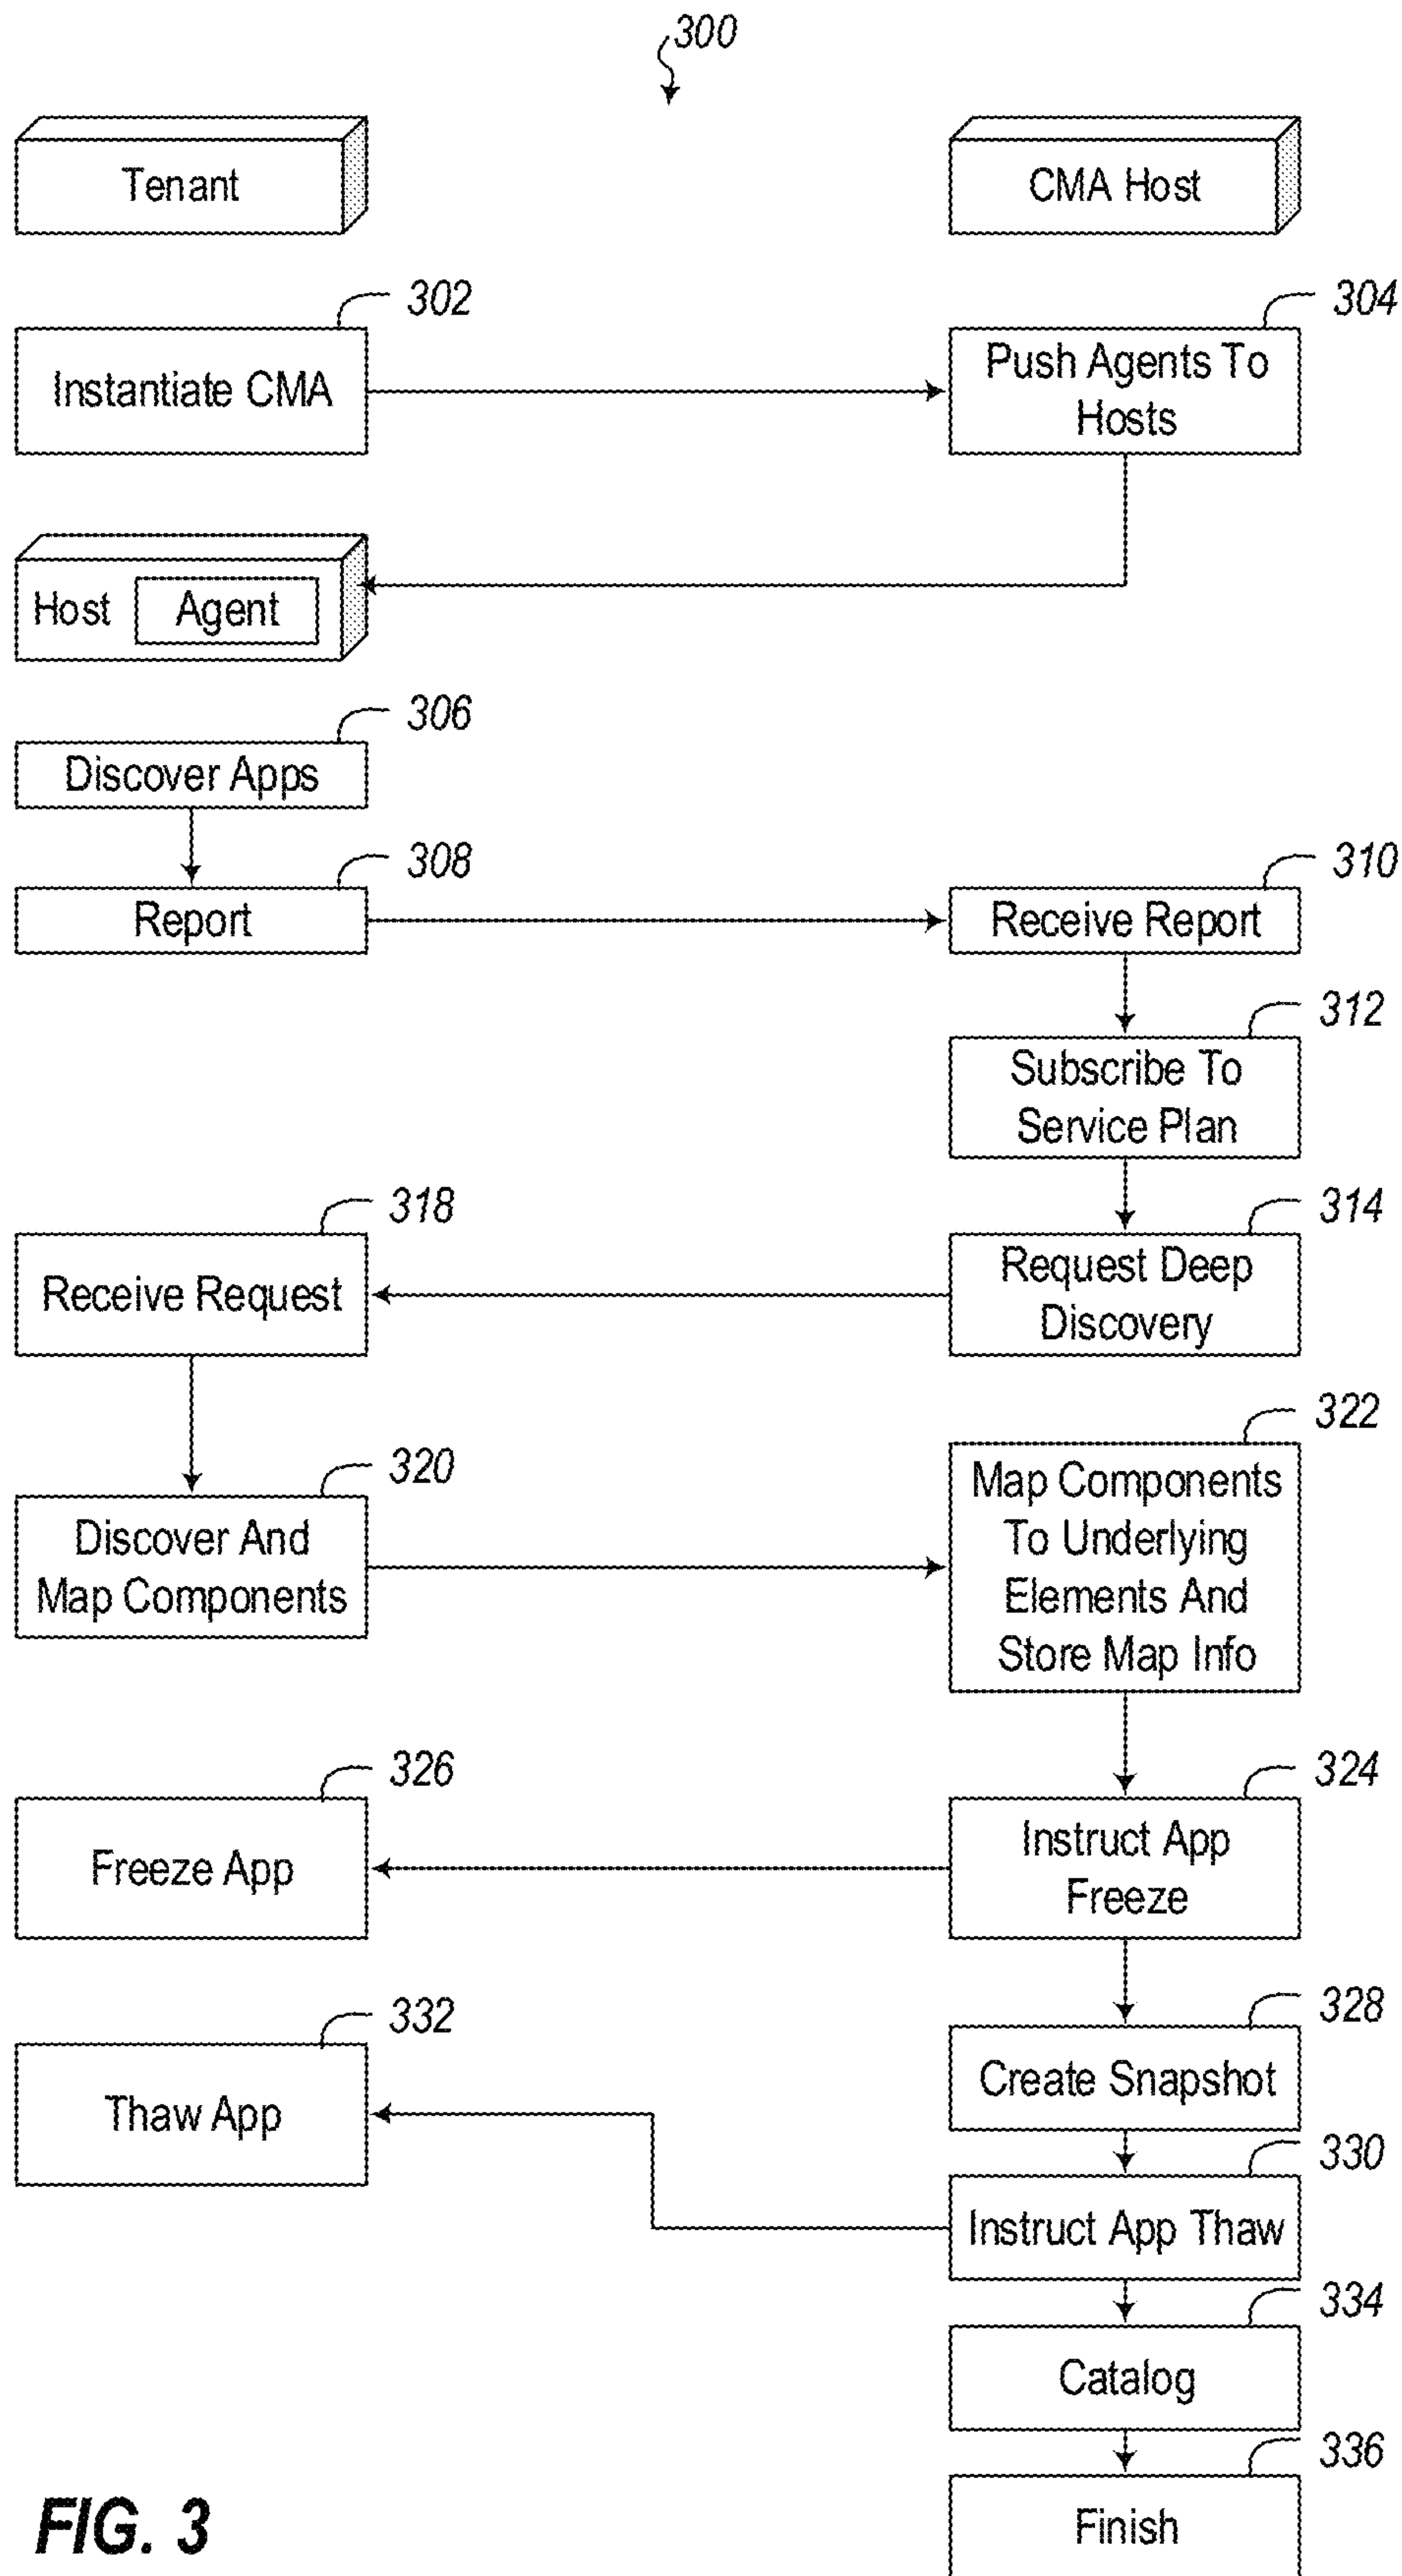 300
Tenant
CMA Host
302
304
Instantiate CMA
Push Agents To
Hosts
Host
Agent
306
Discover Apps
308
310
Report
Receive Report
312
Subscribe To
Service Plan
318
314
Receive Request
Request Deep
Discovery
322
320
Map Components
To Underlying
Elements And
Store Map Info
Discover And
Map Components
326
324
Freeze App
Instruct App
Freeze
332
328
Thaw App
Create Snapshot
330
Instruct App Thaw
334
Catalog
336
Finish
FIG. 3